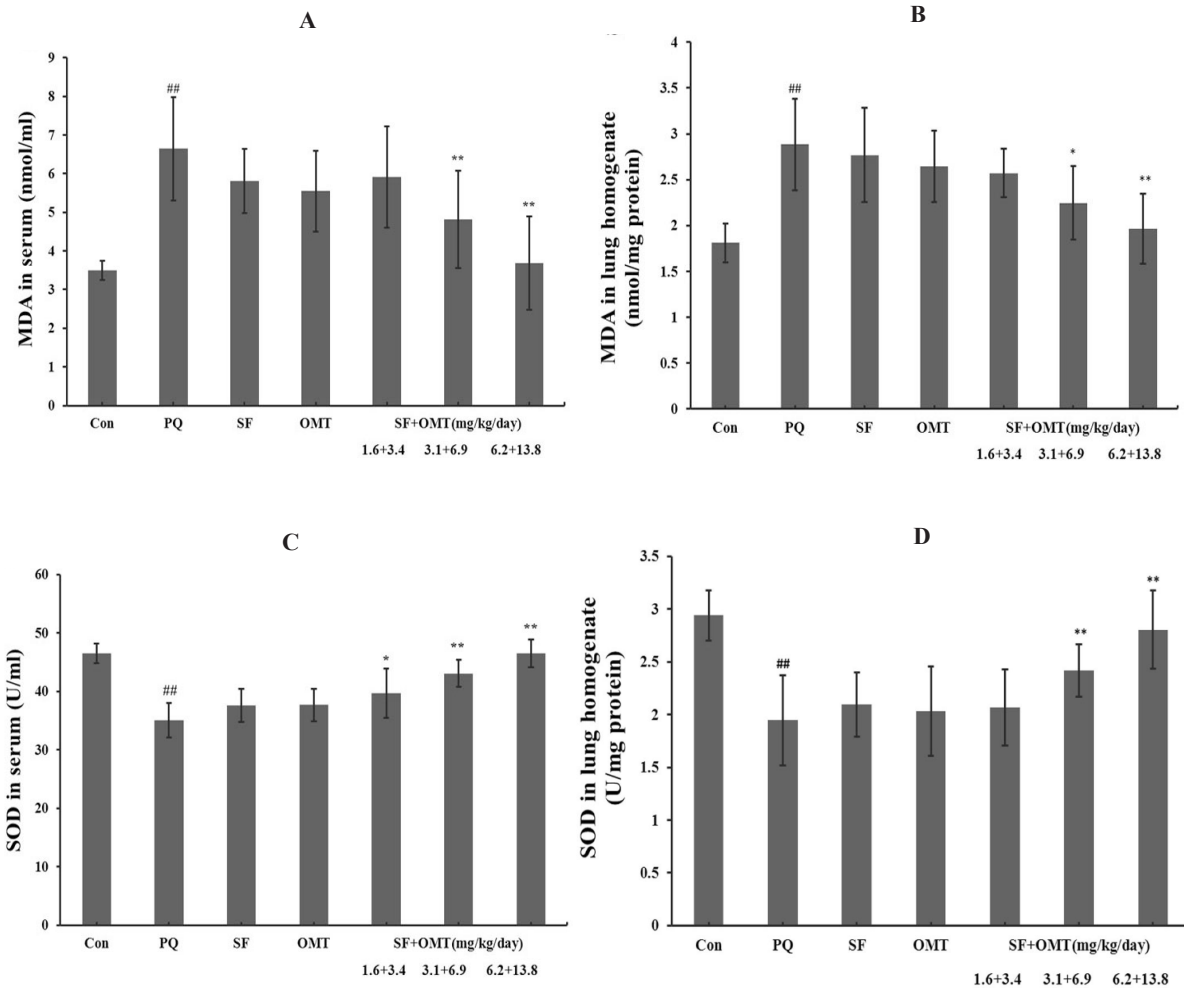 A
MDA in serum (nmol/ml)
9
8
7
6
5
4
3
2
1
0
##
**
**
Con PQ SF OMT SF+OMT(mg/kg/day)
1.6+3.4 3.1+6.9 6.2+13.8
B
MDA in lung homogenate
(nmol/mg protein)
4
3.5
3
2.5
2
1.5
1
0.5
0
##
*
**
Con PQ SF OMT SF+OMT(mg/kg/day)
1.6+3.4 3.1+6.9 6.2+13.8
C
SOD in serum (U/ml)
60
50
40
30
20
10
0
##
*
**
**
Con PQ SF OMT SF+OMT(mg/kg/day)
1.6+3.4 3.1+6.9 6.2+13.8
D
SOD in lung homogenate
(U/mg protein)
3.5
3
2.5
2
1.5
1
0.5
0
##
**
**
Con PQ SF OMT SF+OMT(mg/kg/day)
1.6+3.4 3.1+6.9 6.2+13.8